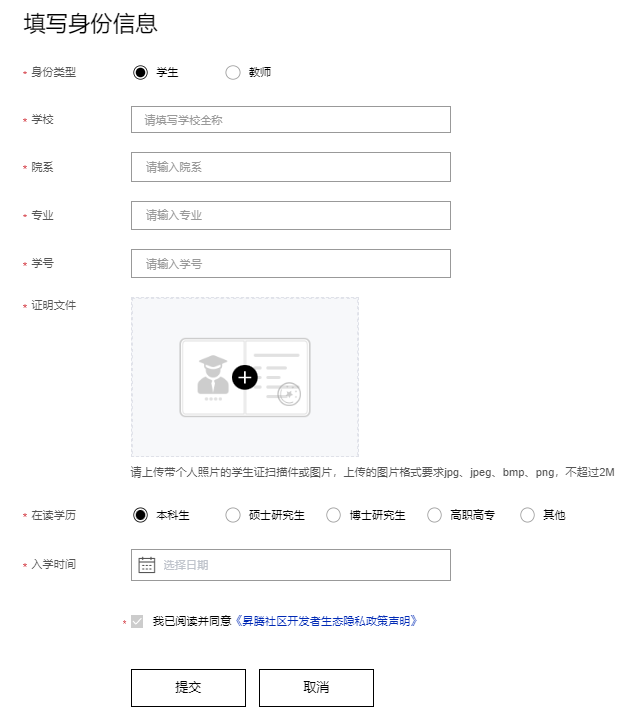 填写身份信息
* 身份类型 学生 教师
* 学校 请填写学校全称
* 院系 请输入院系
* 专业 请输入专业
* 学号 请输入学号
* 证明文件
请上传带个人照片的学生证扫描件或图片，上传的图片格式要求jpg、jpeg、bmp、png，不超过2M
* 在读学历 本科生 硕士研究生 博士研究生 高职高专 其他
* 入学时间 选择日期
* 我已阅读并同意《昇腾社区开发者生态隐私政策声明》
提交 取消